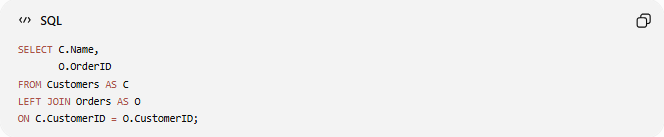 </> SQL
SELECT C.Name,
       O.OrderID
FROM Customers AS C
LEFT JOIN Orders AS O
ON C.CustomerID = O.CustomerID;